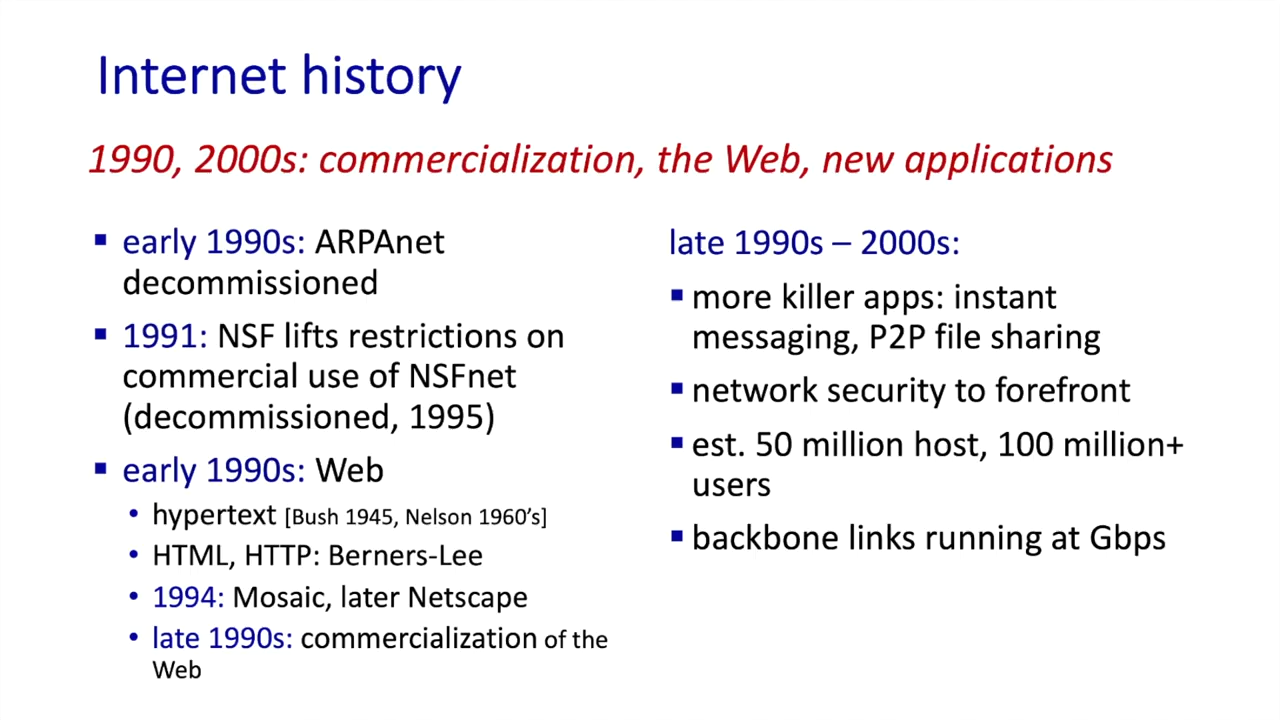 Internet history
1990, 2000s: commercialization, the Web, new applications
▪ early 1990s: ARPAnet
decommissioned
▪ 1991: NSF lifts restrictions on
commercial use of NSFnet
(decommissioned, 1995)
▪ early 1990s: Web
• hypertext [Bush 1945, Nelson 1960’s]
• HTML, HTTP: Berners-Lee
• 1994: Mosaic, later Netscape
• late 1990s: commercialization of the
Web
late 1990s – 2000s:
▪ more killer apps: instant
messaging, P2P file sharing
▪ network security to forefront
▪ est. 50 million host, 100 million+
users
▪ backbone links running at Gbps